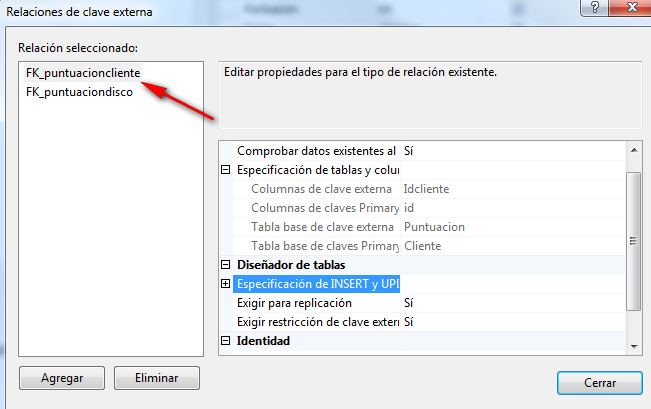 Relaciones de clave externa
Relación seleccionado:
FK_puntuacioncliente
FK_puntuaciondisco
Editar propiedades para el tipo de relación existente.
Comprobar datos existentes al Sí
Especificación de tablas y colu
Columnas de clave externa Idcliente
Columnas de claves Primary id
Tabla base de clave externa Puntuacion
Tabla base de claves Primary Cliente
Diseñador de tablas
Especificación de INSERT y UPI
Exigir para replicación Sí
Exigir restricción de clave extern Sí
Identidad
Agregar Eliminar
Cerrar